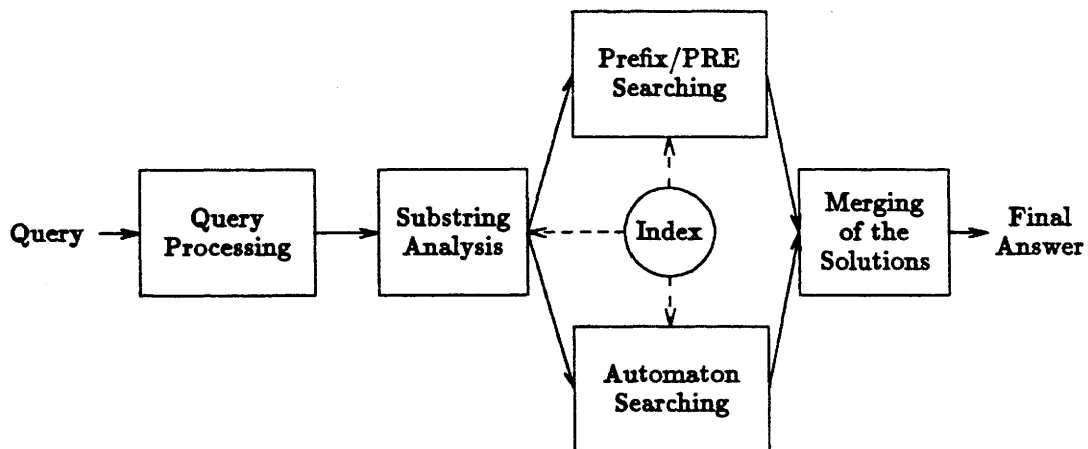 Query
Query
Processing
Substring
Analysis
Prefix/PRE
Searching
Index
Automaton
Searching
Merging
of the
Solutions
Final
Answer